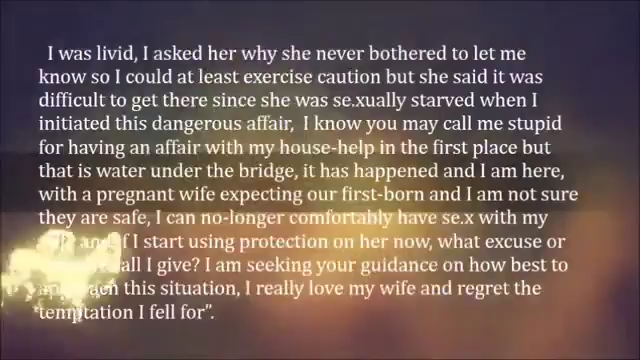 I was livid, I asked her why she never bothered to let me
know so I could at least exercise caution but she said it was
difficult to get there since she was se.xually starved when I
initiated this dangerous affair,  I know you may call me stupid
for having an affair with my house-help in the first place but
that is water under the bridge, it has happened and I am here,
with a pregnant wife expecting our first-born and I am not sure
they are safe, I can no-longer comfortably have se.x with my
I start using protection on her now, what excuse or
all I give? I am seeking your guidance on how best to
this situation, I really love my wife and regret the
temptation I fell for”.